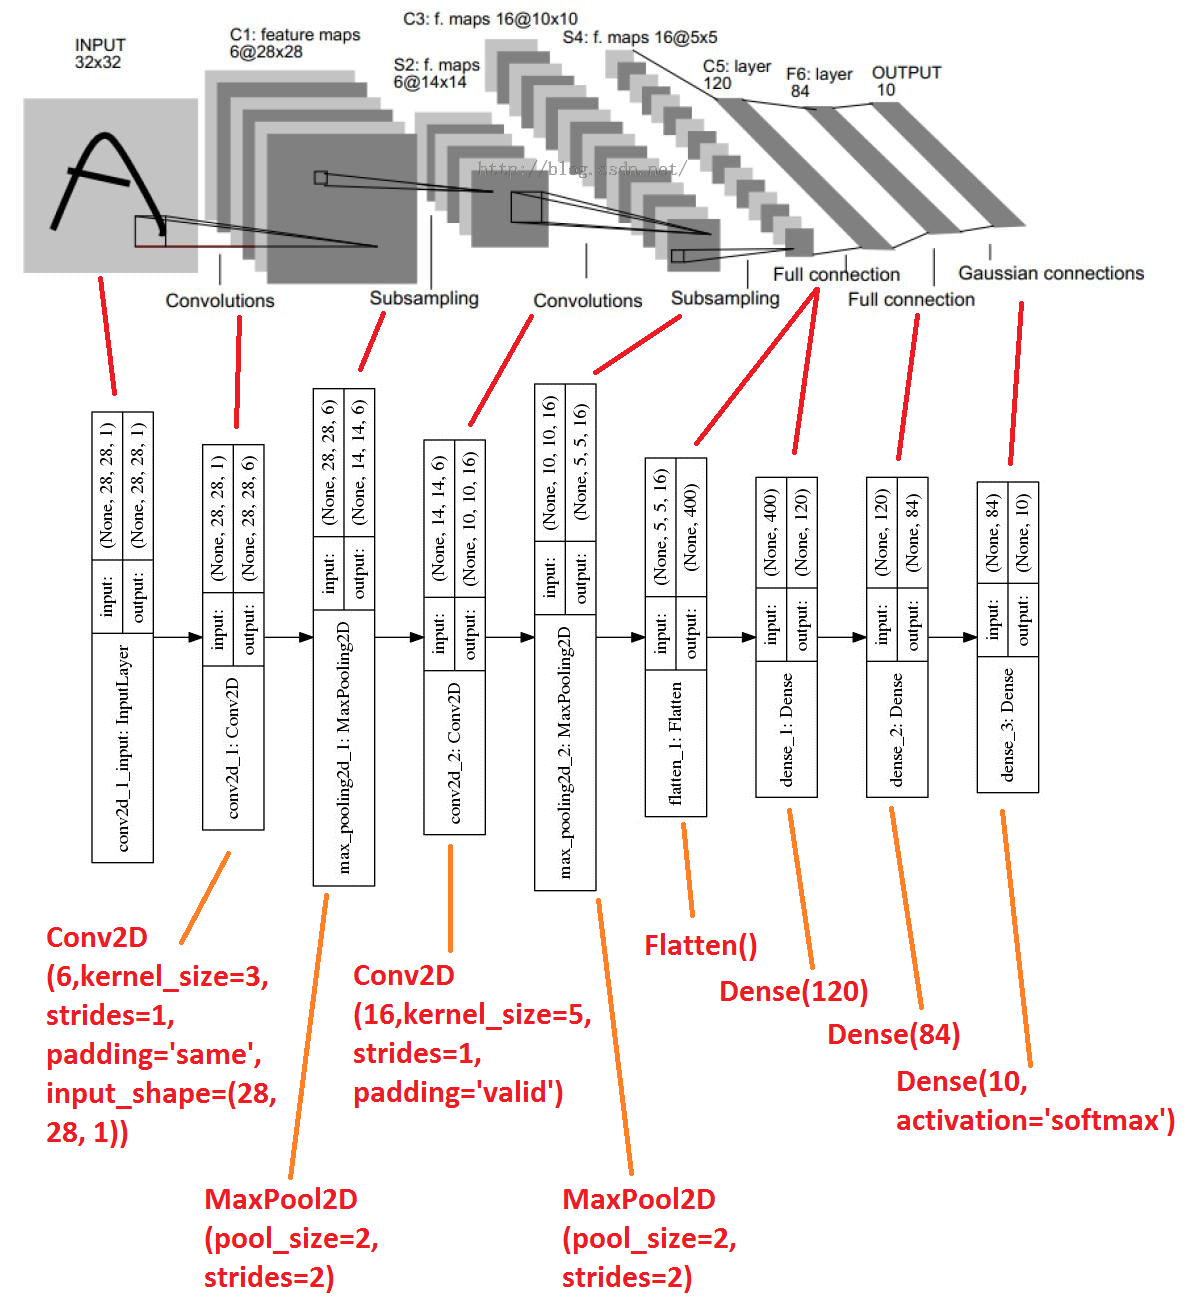 INPUT
32x32
C1: feature maps
6@28x28
S2: f. maps
6@14x14
C3: f. maps 16@10x10
S4: f. maps 16@5x5
C5: layer
120
F6: layer
84
OUTPUT
10
Convolutions
Subsampling
Convolutions
Subsampling
Full connection
Full connection
Gaussian connections
conv2d_1_input: InputLayer
input:
output:
(None, 28, 28, 1)
(None, 28, 28, 1)
conv2d_1: Conv2D
input:
output:
(None, 28, 28, 1)
(None, 28, 28, 6)
max_pooling2d_1: MaxPooling2D
input:
output:
(None, 28, 28, 6)
(None, 14, 14, 6)
conv2d_2: Conv2D
input:
output:
(None, 14, 14, 6)
(None, 10, 10, 16)
max_pooling2d_2: MaxPooling2D
input:
output:
(None, 10, 10, 16)
(None, 5, 5, 16)
flatten_1: Flatten
input:
output:
(None, 5, 5, 16)
(None, 400)
dense_1: Dense
input:
output:
(None, 400)
(None, 120)
dense_2: Dense
input:
output:
(None, 120)
(None, 84)
dense_3: Dense
input:
output:
(None, 84)
(None, 10)
Conv2D
(6,kernel_size=3,
strides=1,
padding='same',
input_shape=(28,
28, 1))
MaxPool2D
(pool_size=2,
strides=2)
Conv2D
(16,kernel_size=5,
strides=1,
padding='valid')
MaxPool2D
(pool_size=2,
strides=2)
Flatten()
Dense(120)
Dense(84)
Dense(10,
activation='softmax')